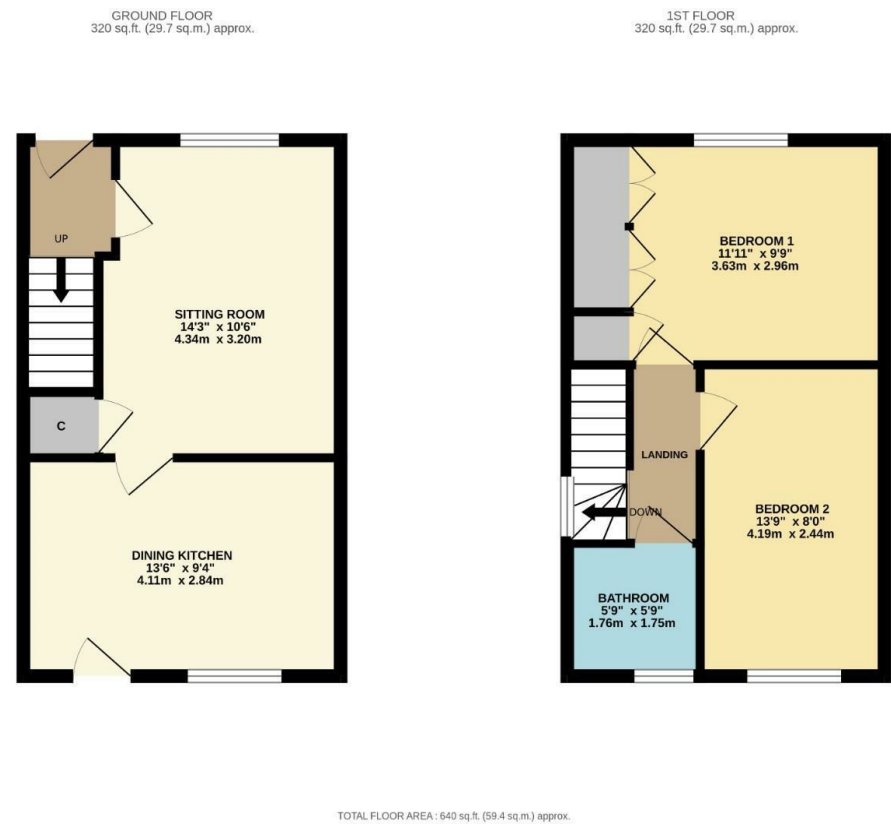 GROUND FLOOR
320 sq.ft. (29.7 sq.m.) approx.
UP
SITTING ROOM
14'3" x 10'6"
4.34m x 3.20m
C
DINING KITCHEN
13'6" x 9'4"
4.11m x 2.84m
1ST FLOOR
320 sq.ft. (29.7 sq.m.) approx.
BEDROOM 1
11'11" x 9'9"
3.63m x 2.96m
LANDING
DOWN
BEDROOM 2
13'9" x 8'0"
4.19m x 2.44m
BATHROOM
5'9" x 5'9"
1.76m x 1.75m
TOTAL FLOOR AREA : 640 sq.ft. (59.4 sq.m.) approx.